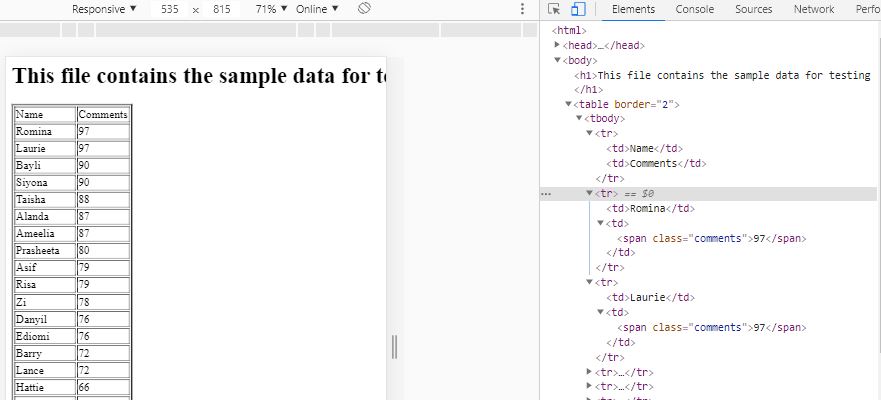 Responsive ▼ 535 x 815 71% ▼ Online ▼
Elements Console Sources Network Perfo
This file contains the sample data for te
Name Comments
Romina 97
Laurie 97
Bayli 90
Siyona 90
Taisha 88
Alanda 87
Ameelia 87
Prasheeta 80
Asif 79
Risa 79
Zi 78
Danyil 76
Ediomi 76
Barry 72
Lance 72
Hattie 66
<html>
▶<head>…</head>
▼<body>
<h1>This file contains the sample data for testing
</h1>
▼<table border="2">
▼<tbody>
▼<tr>
<td>Name</td>
<td>Comments</td>
</tr>
… ▼<tr> == $0
<td>Romina</td>
▼<td>
<span class="comments">97</span>
</td>
</tr>
▼<tr>
<td>Laurie</td>
▼<td>
<span class="comments">97</span>
</td>
</tr>
▶<tr>…</tr>
▶<tr>…</tr>